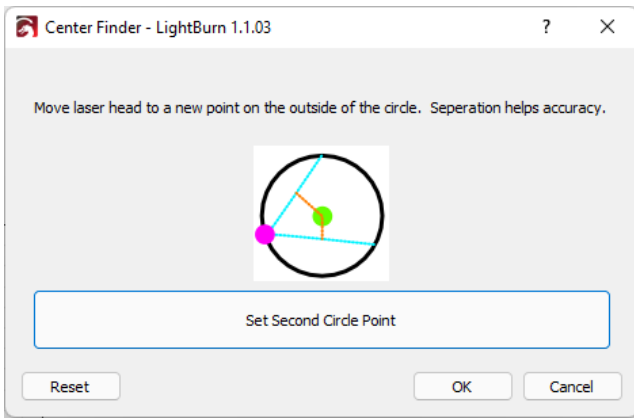 Center Finder - LightBurn 1.1.03
Move laser head to a new point on the outside of the circle.  Seperation helps accuracy.
Set Second Circle Point
Reset
OK
Cancel